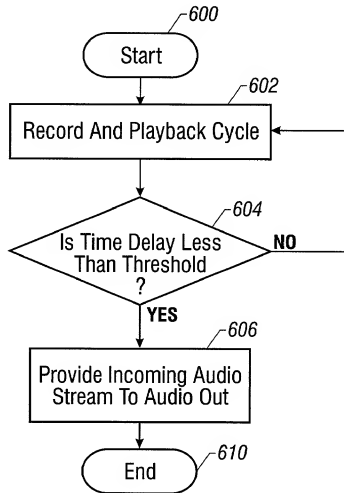 600
Start
602
Record And Playback Cycle
604
Is Time Delay Less
Than Threshold
?
NO
YES
606
Provide Incoming Audio
Stream To Audio Out
End
610